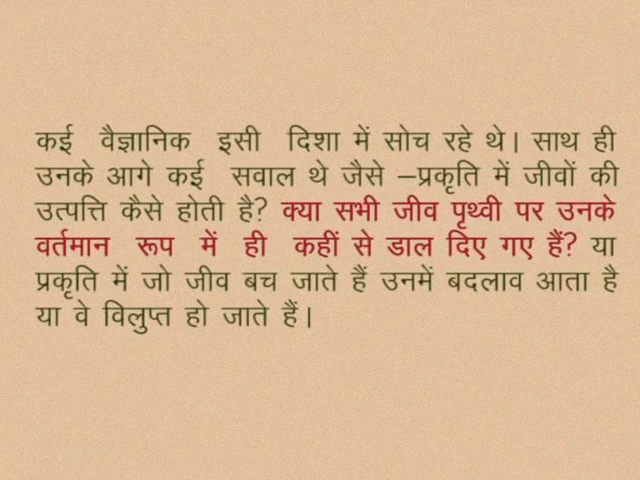 कई वैज्ञानिक इसी दिशा में सोच रहे थे। साथ ही
उनके आगे कई सवाल थे जैसे –प्रकृति में जीवों की
उत्पत्ति कैसे होती है? क्या सभी जीव पृथ्वी पर उनके
वर्तमान रूप में ही कहीं से डाल दिए गए हैं? या
प्रकृति में जो जीव बच जाते हैं उनमें बदलाव आता है
या वे विलुप्त हो जाते हैं।